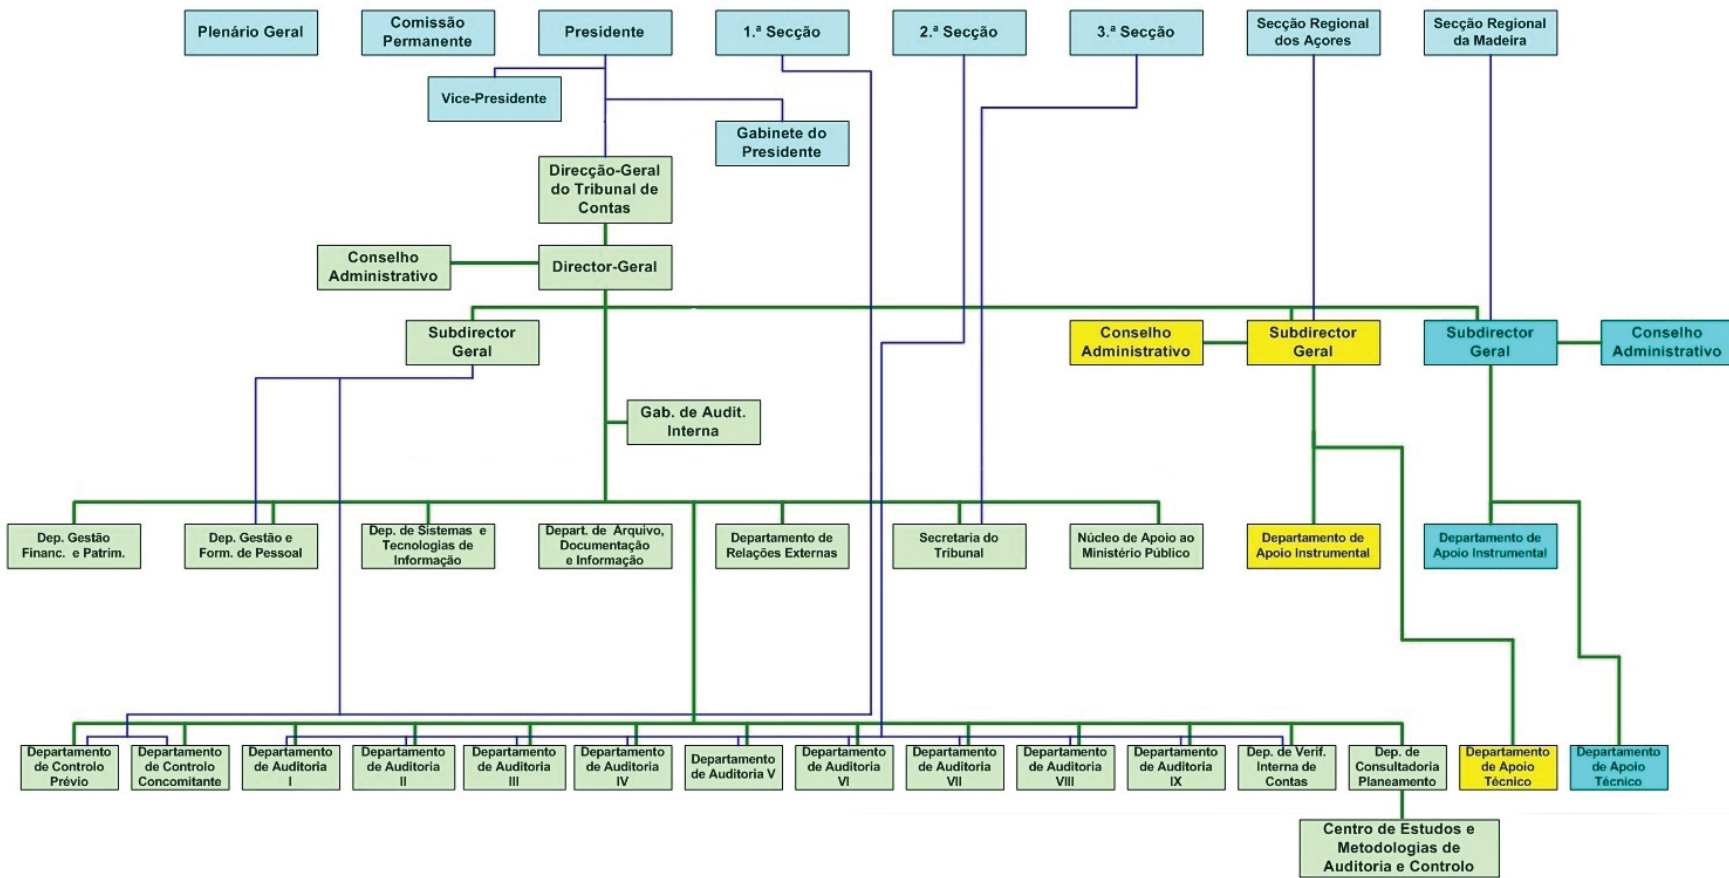 Plenário Geral
Comissão
Permanente
Presidente
1.ª Secção
2.ª Secção
3.ª Secção
Secção Regional
dos Açores
Secção Regional
da Madeira
Vice-Presidente
Gabinete do
Presidente
Direcção-Geral
do Tribunal de
Contas
Conselho
Administrativo
Director-Geral
Subdirector
Geral
Conselho
Administrativo
Subdirector
Geral
Subdirector
Geral
Conselho
Administrativo
Gab. de Audit.
Interna
Dep. Gestão
Financ. e Patrim.
Dep. Gestão e
Form. de Pessoal
Dep. de Sistemas e
Tecnologias de
Informação
Depart. de Arquivo,
Documentação
e Informação
Departamento de
Relações Externas
Secretaria do
Tribunal
Núcleo de Apoio ao
Ministério Público
Departamento de
Apoio Instrumental
Departamento de
Apoio Instrumental
Departamento
de Controlo
Prévio
Departamento
de Controlo
Concomitante
Departamento
de Auditoria
I
Departamento
de Auditoria
II
Departamento
de Auditoria
III
Departamento
de Auditoria
IV
Departamento
de Auditoria V
Departamento
de Auditoria
VI
Departamento
de Auditoria
VII
Departamento
de Auditoria
VIII
Departamento
de Auditoria
IX
Dep. de Verif.
Interna de
Contas
Dep. de
Consultadoria
Planeamento
Departamento
de Apoio
Técnico
Departamento
de Apoio
Técnico
Centro de Estudos e
Metodologias de
Auditoria e Controlo